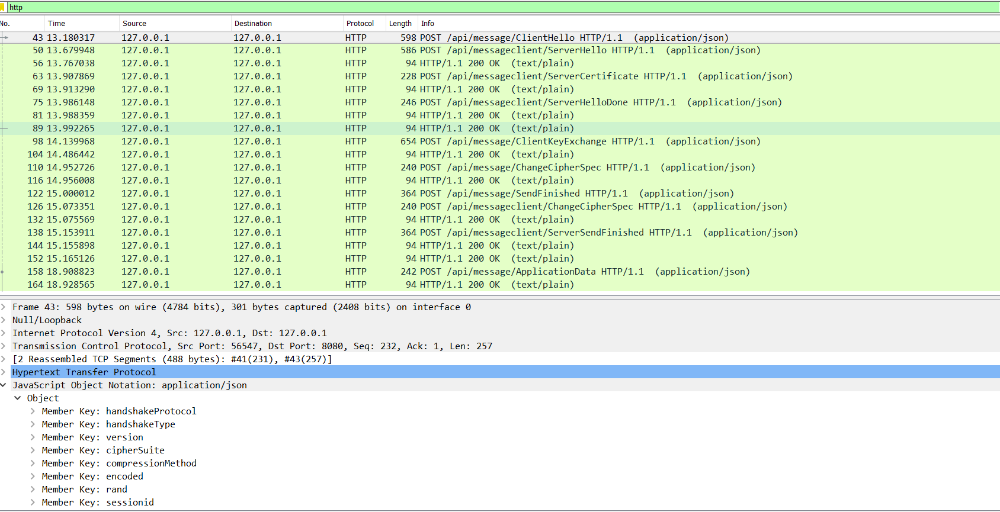 http
No. Time Source Destination Protocol Length Info
43 13.180317 127.0.0.1 127.0.0.1 HTTP 598 POST /api/message/ClientHello HTTP/1.1 (application/json)
50 13.679948 127.0.0.1 127.0.0.1 HTTP 586 POST /api/messageclient/ServerHello HTTP/1.1 (application/json)
56 13.767038 127.0.0.1 127.0.0.1 HTTP 94 HTTP/1.1 200 OK (text/plain)
63 13.907869 127.0.0.1 127.0.0.1 HTTP 228 POST /api/messageclient/ServerCertificate HTTP/1.1 (application/json)
69 13.913290 127.0.0.1 127.0.0.1 HTTP 94 HTTP/1.1 200 OK (text/plain)
75 13.986148 127.0.0.1 127.0.0.1 HTTP 246 POST /api/messageclient/ServerHelloDone HTTP/1.1 (application/json)
81 13.988359 127.0.0.1 127.0.0.1 HTTP 94 HTTP/1.1 200 OK (text/plain)
89 13.992265 127.0.0.1 127.0.0.1 HTTP 94 HTTP/1.1 200 OK (text/plain)
98 14.139968 127.0.0.1 127.0.0.1 HTTP 654 POST /api/message/ClientKeyExchange HTTP/1.1 (application/json)
104 14.486442 127.0.0.1 127.0.0.1 HTTP 94 HTTP/1.1 200 OK (text/plain)
110 14.952726 127.0.0.1 127.0.0.1 HTTP 240 POST /api/message/ChangeCipherSpec HTTP/1.1 (application/json)
116 14.956008 127.0.0.1 127.0.0.1 HTTP 94 HTTP/1.1 200 OK (text/plain)
122 15.000012 127.0.0.1 127.0.0.1 HTTP 364 POST /api/message/SendFinished HTTP/1.1 (application/json)
126 15.073351 127.0.0.1 127.0.0.1 HTTP 240 POST /api/messageclient/ChangeCipherSpec HTTP/1.1 (application/json)
132 15.075569 127.0.0.1 127.0.0.1 HTTP 94 HTTP/1.1 200 OK (text/plain)
138 15.153911 127.0.0.1 127.0.0.1 HTTP 364 POST /api/messageclient/ServerSendFinished HTTP/1.1 (application/json)
144 15.155898 127.0.0.1 127.0.0.1 HTTP 94 HTTP/1.1 200 OK (text/plain)
152 15.165126 127.0.0.1 127.0.0.1 HTTP 94 HTTP/1.1 200 OK (text/plain)
158 18.908823 127.0.0.1 127.0.0.1 HTTP 242 POST /api/message/ApplicationData HTTP/1.1 (application/json)
164 18.928565 127.0.0.1 127.0.0.1 HTTP 94 HTTP/1.1 200 OK (text/plain)
Frame 43: 598 bytes on wire (4784 bits), 301 bytes captured (2408 bits) on interface 0
Null/Loopback
Internet Protocol Version 4, Src: 127.0.0.1, Dst: 127.0.0.1
Transmission Control Protocol, Src Port: 56547, Dst Port: 8080, Seq: 232, Ack: 1, Len: 257
[2 Reassembled TCP Segments (488 bytes): #41(231), #43(257)]
Hypertext Transfer Protocol
JavaScript Object Notation: application/json
Object
Member Key: handshakeProtocol
Member Key: handshakeType
Member Key: version
Member Key: cipherSuite
Member Key: compressionMethod
Member Key: encoded
Member Key: rand
Member Key: sessionid